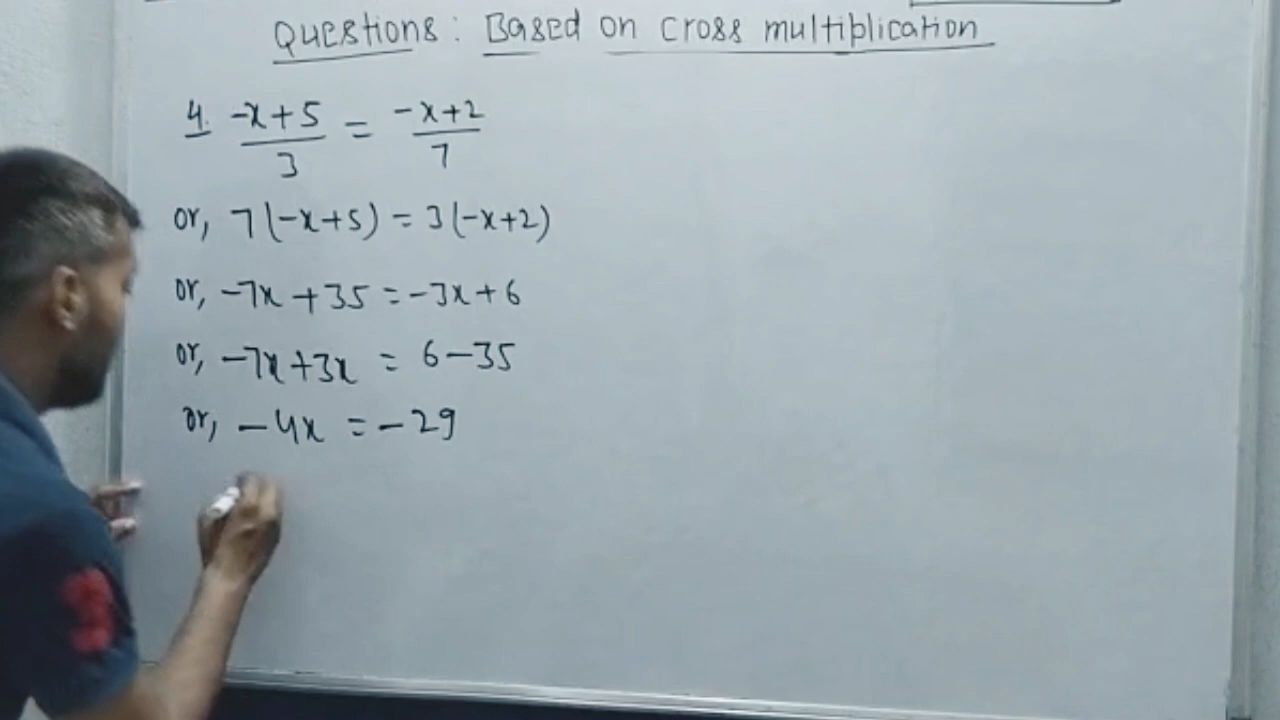 Questions: Based on cross multiplication
4. (-x+5)/3 = (-x+2)/7
or, 7(-x+5) = 3(-x+2)
or, -7x+35 = -3x+6
or, -7x+3x = 6-35
or, -4x = -29